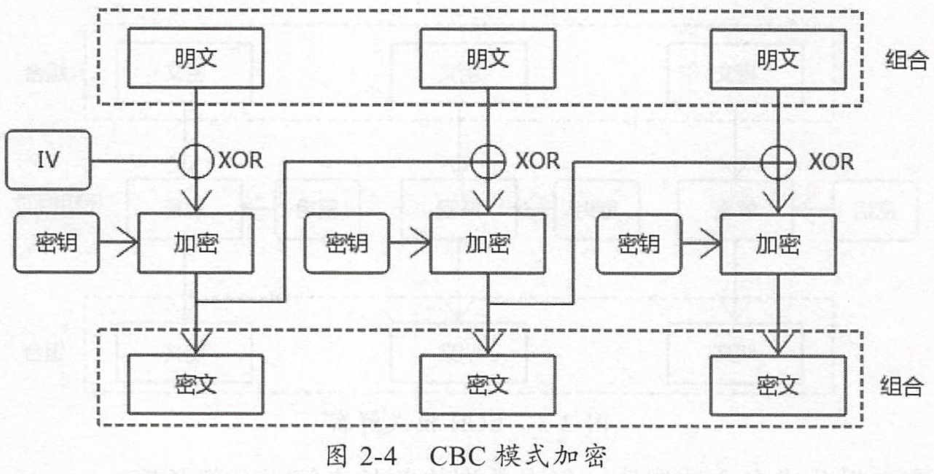 明文 明文 明文 组合
IV XOR XOR XOR
密钥 加密 密钥 加密 密钥 加密
密文 密文 密文 组合
图 2-4 CBC 模式加密